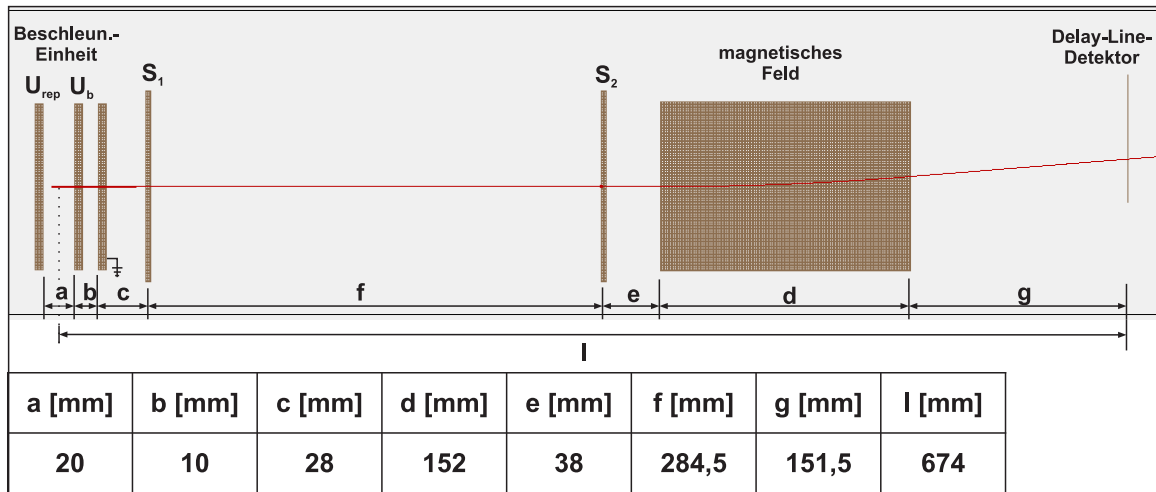 Beschleun.-
Einheit
U_rep U_b
S_1
S_2
magnetisches
Feld
Delay-Line-
Detektor
a b c f e d g
l
a [mm] b [mm] c [mm] d [mm] e [mm] f [mm] g [mm] l [mm]
20 10 28 152 38 284,5 151,5 674